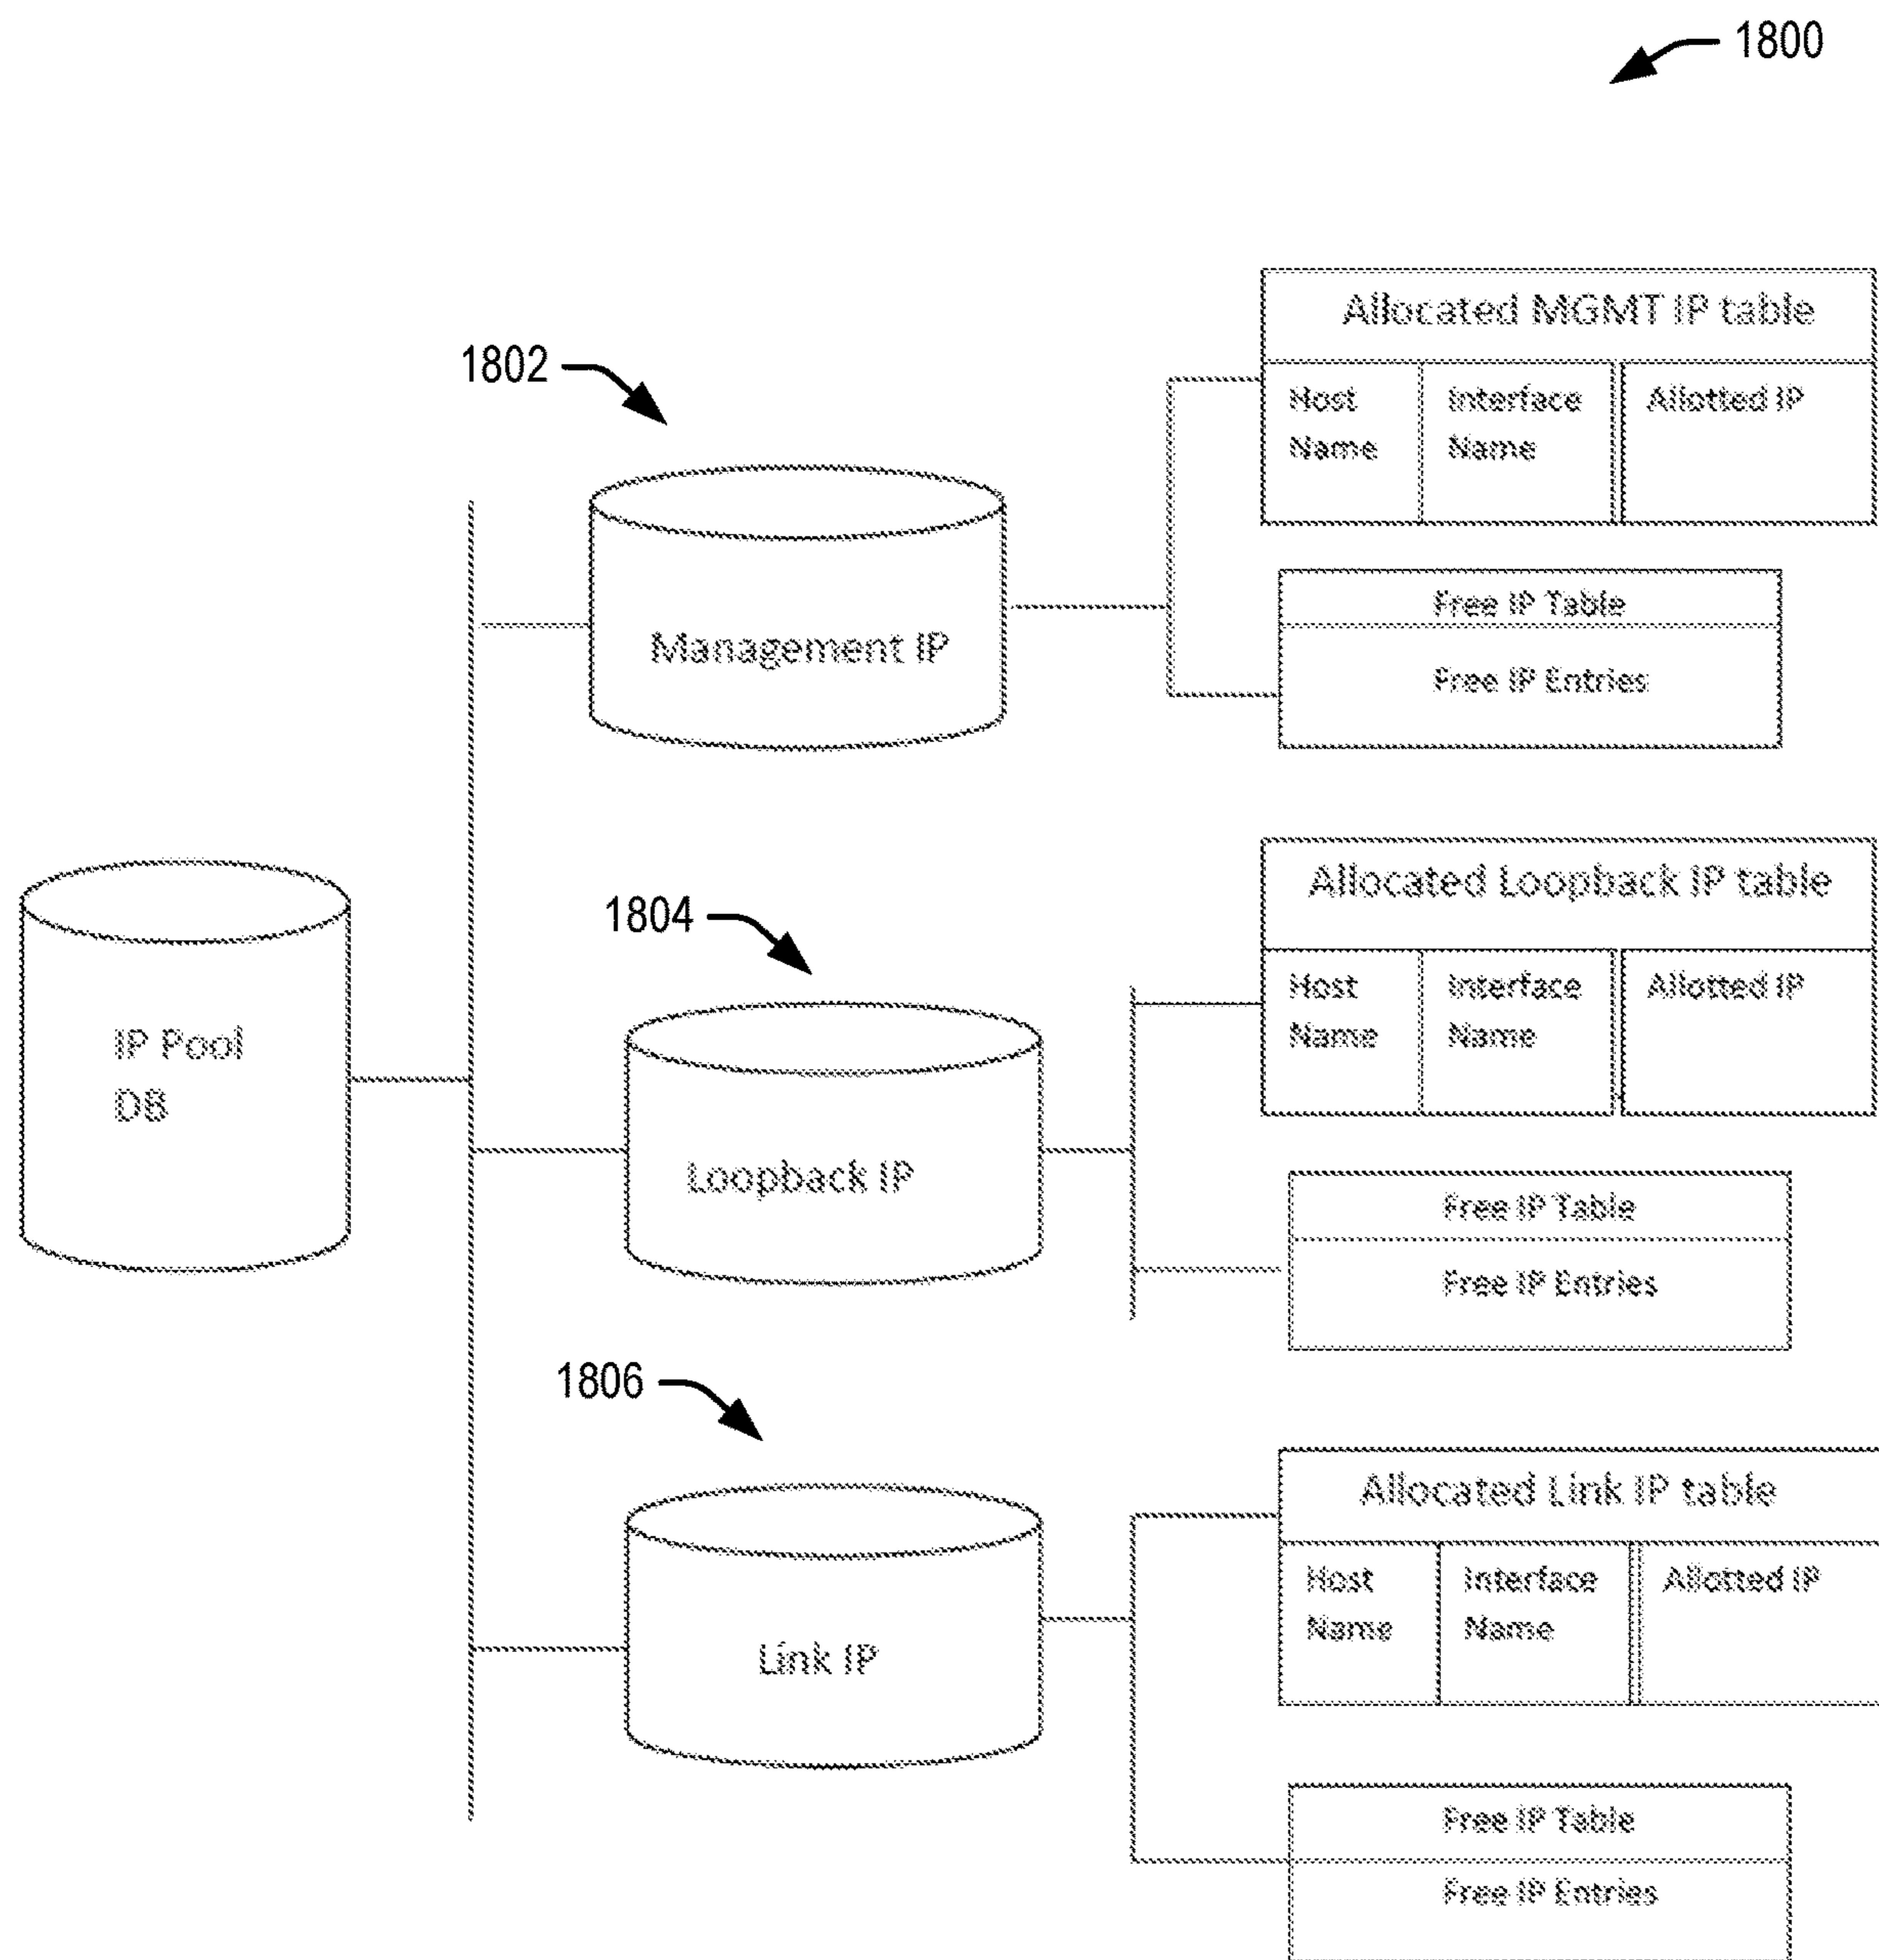 1800
Allocated MGMT IP table
1802
Host Name
Interface Name
Allotted IP
Free IP Table
Management IP
Free IP Entries
Allocated Loopback IP table
1804
Host Name
Interface Name
Allotted IP
IP Pool
DB
Loopback IP
Free IP Table
Free IP Entries
1806
Allocated Link IP table
Host Name
Interface Name
Allotted IP
Link IP
Free IP Table
Free IP Entries